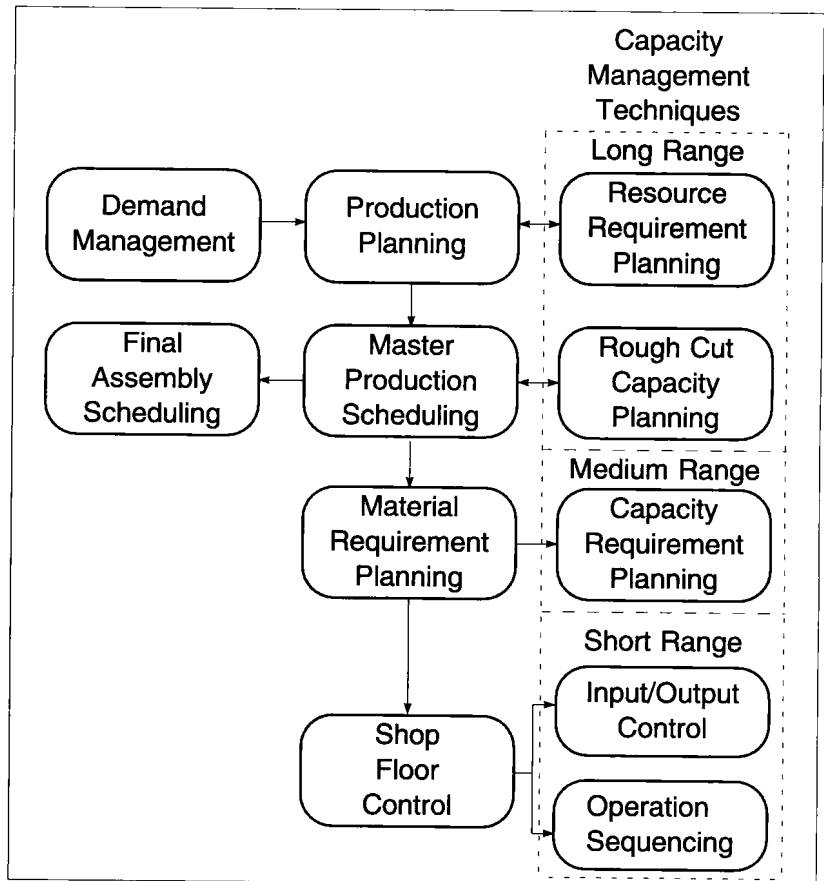 Capacity
Management
Techniques
Long Range
Demand
Management
Production
Planning
Resource
Requirement
Planning
Final
Assembly
Scheduling
Master
Production
Scheduling
Rough Cut
Capacity
Planning
Medium Range
Material
Requirement
Planning
Capacity
Requirement
Planning
Short Range
Input/Output
Control
Shop
Floor
Control
Operation
Sequencing